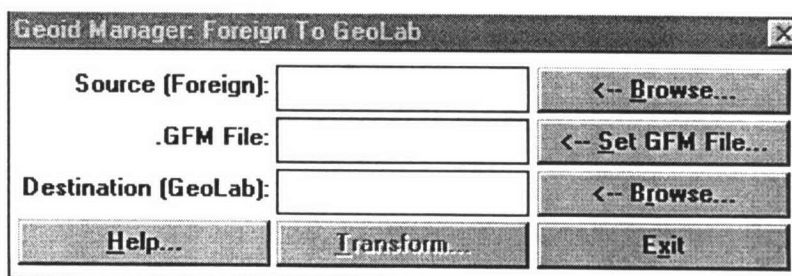 Geoid Manager: Foreign To GeoLab
Source (Foreign): <-- Browse...
.GFM File: <-- Set GFM File...
Destination (GeoLab): <-- Browse...
Help... Transform... Exit